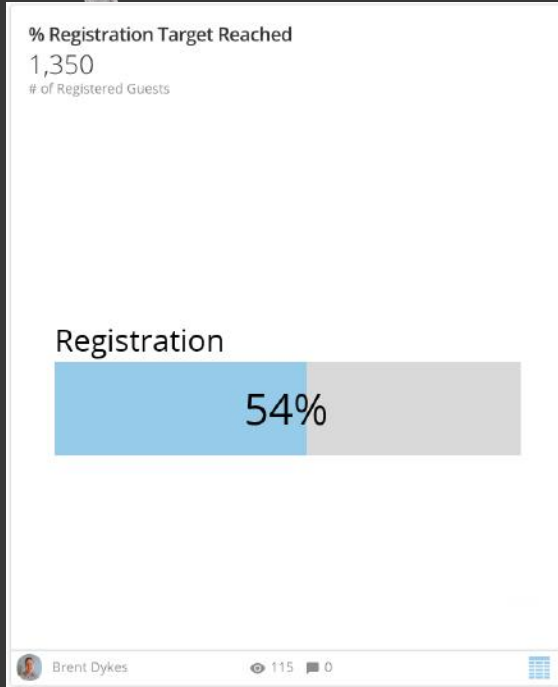 % Registration Target Reached
1,350
# of Registered Guests
Registration
54%
Brent Dykes 115 0